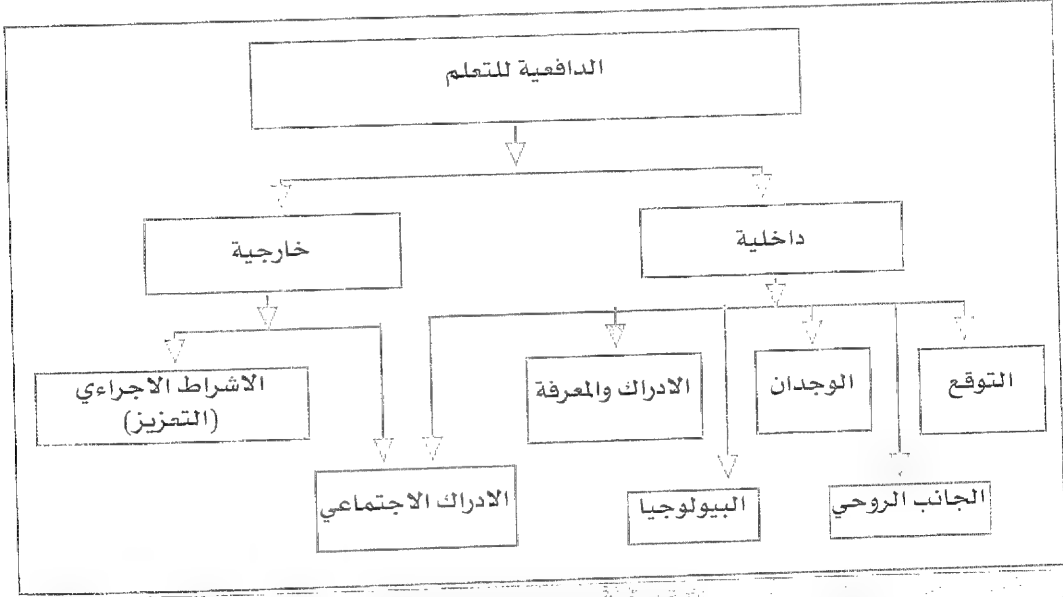 الدافعية للتعلم
داخلية
خارجية
التوقع
الوجدان
الادراك والمعرفة
الاشراط الاجراءي
(التعزيز)
الجانب الروحي
البيولوجيا
الادراك الاجتماعي